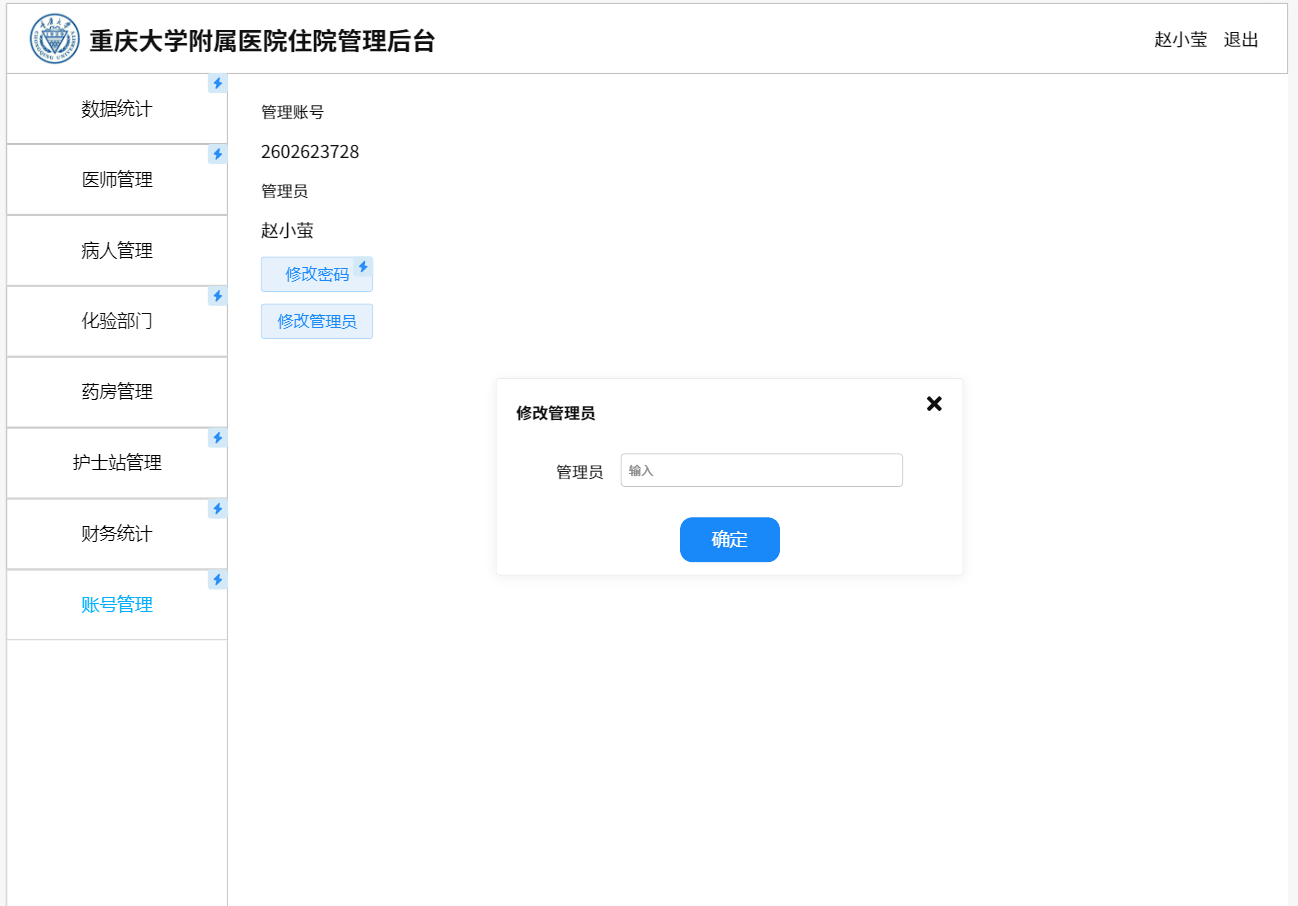 重庆大学附属医院住院管理后台
赵小莹 退出
数据统计
医师管理
病人管理
化验部门
药房管理
护士站管理
财务统计
账号管理
管理账号
2602623728
管理员
赵小萤
修改密码
修改管理员
修改管理员
管理员 输入
确定